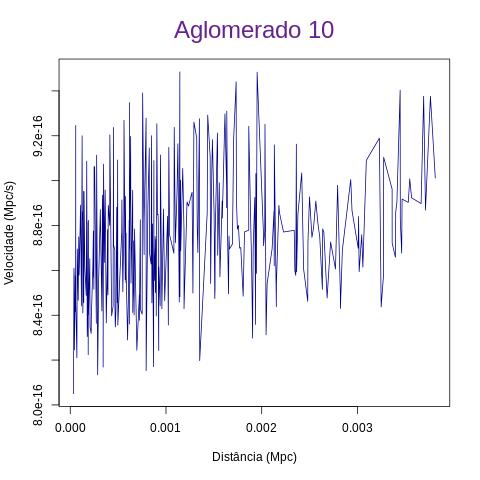 Aglomerado 10
Velocidade (Mpc/s)
9.2e-16
8.8e-16
8.4e-16
8.0e-16
0.000 0.001 0.002 0.003
Distância (Mpc)